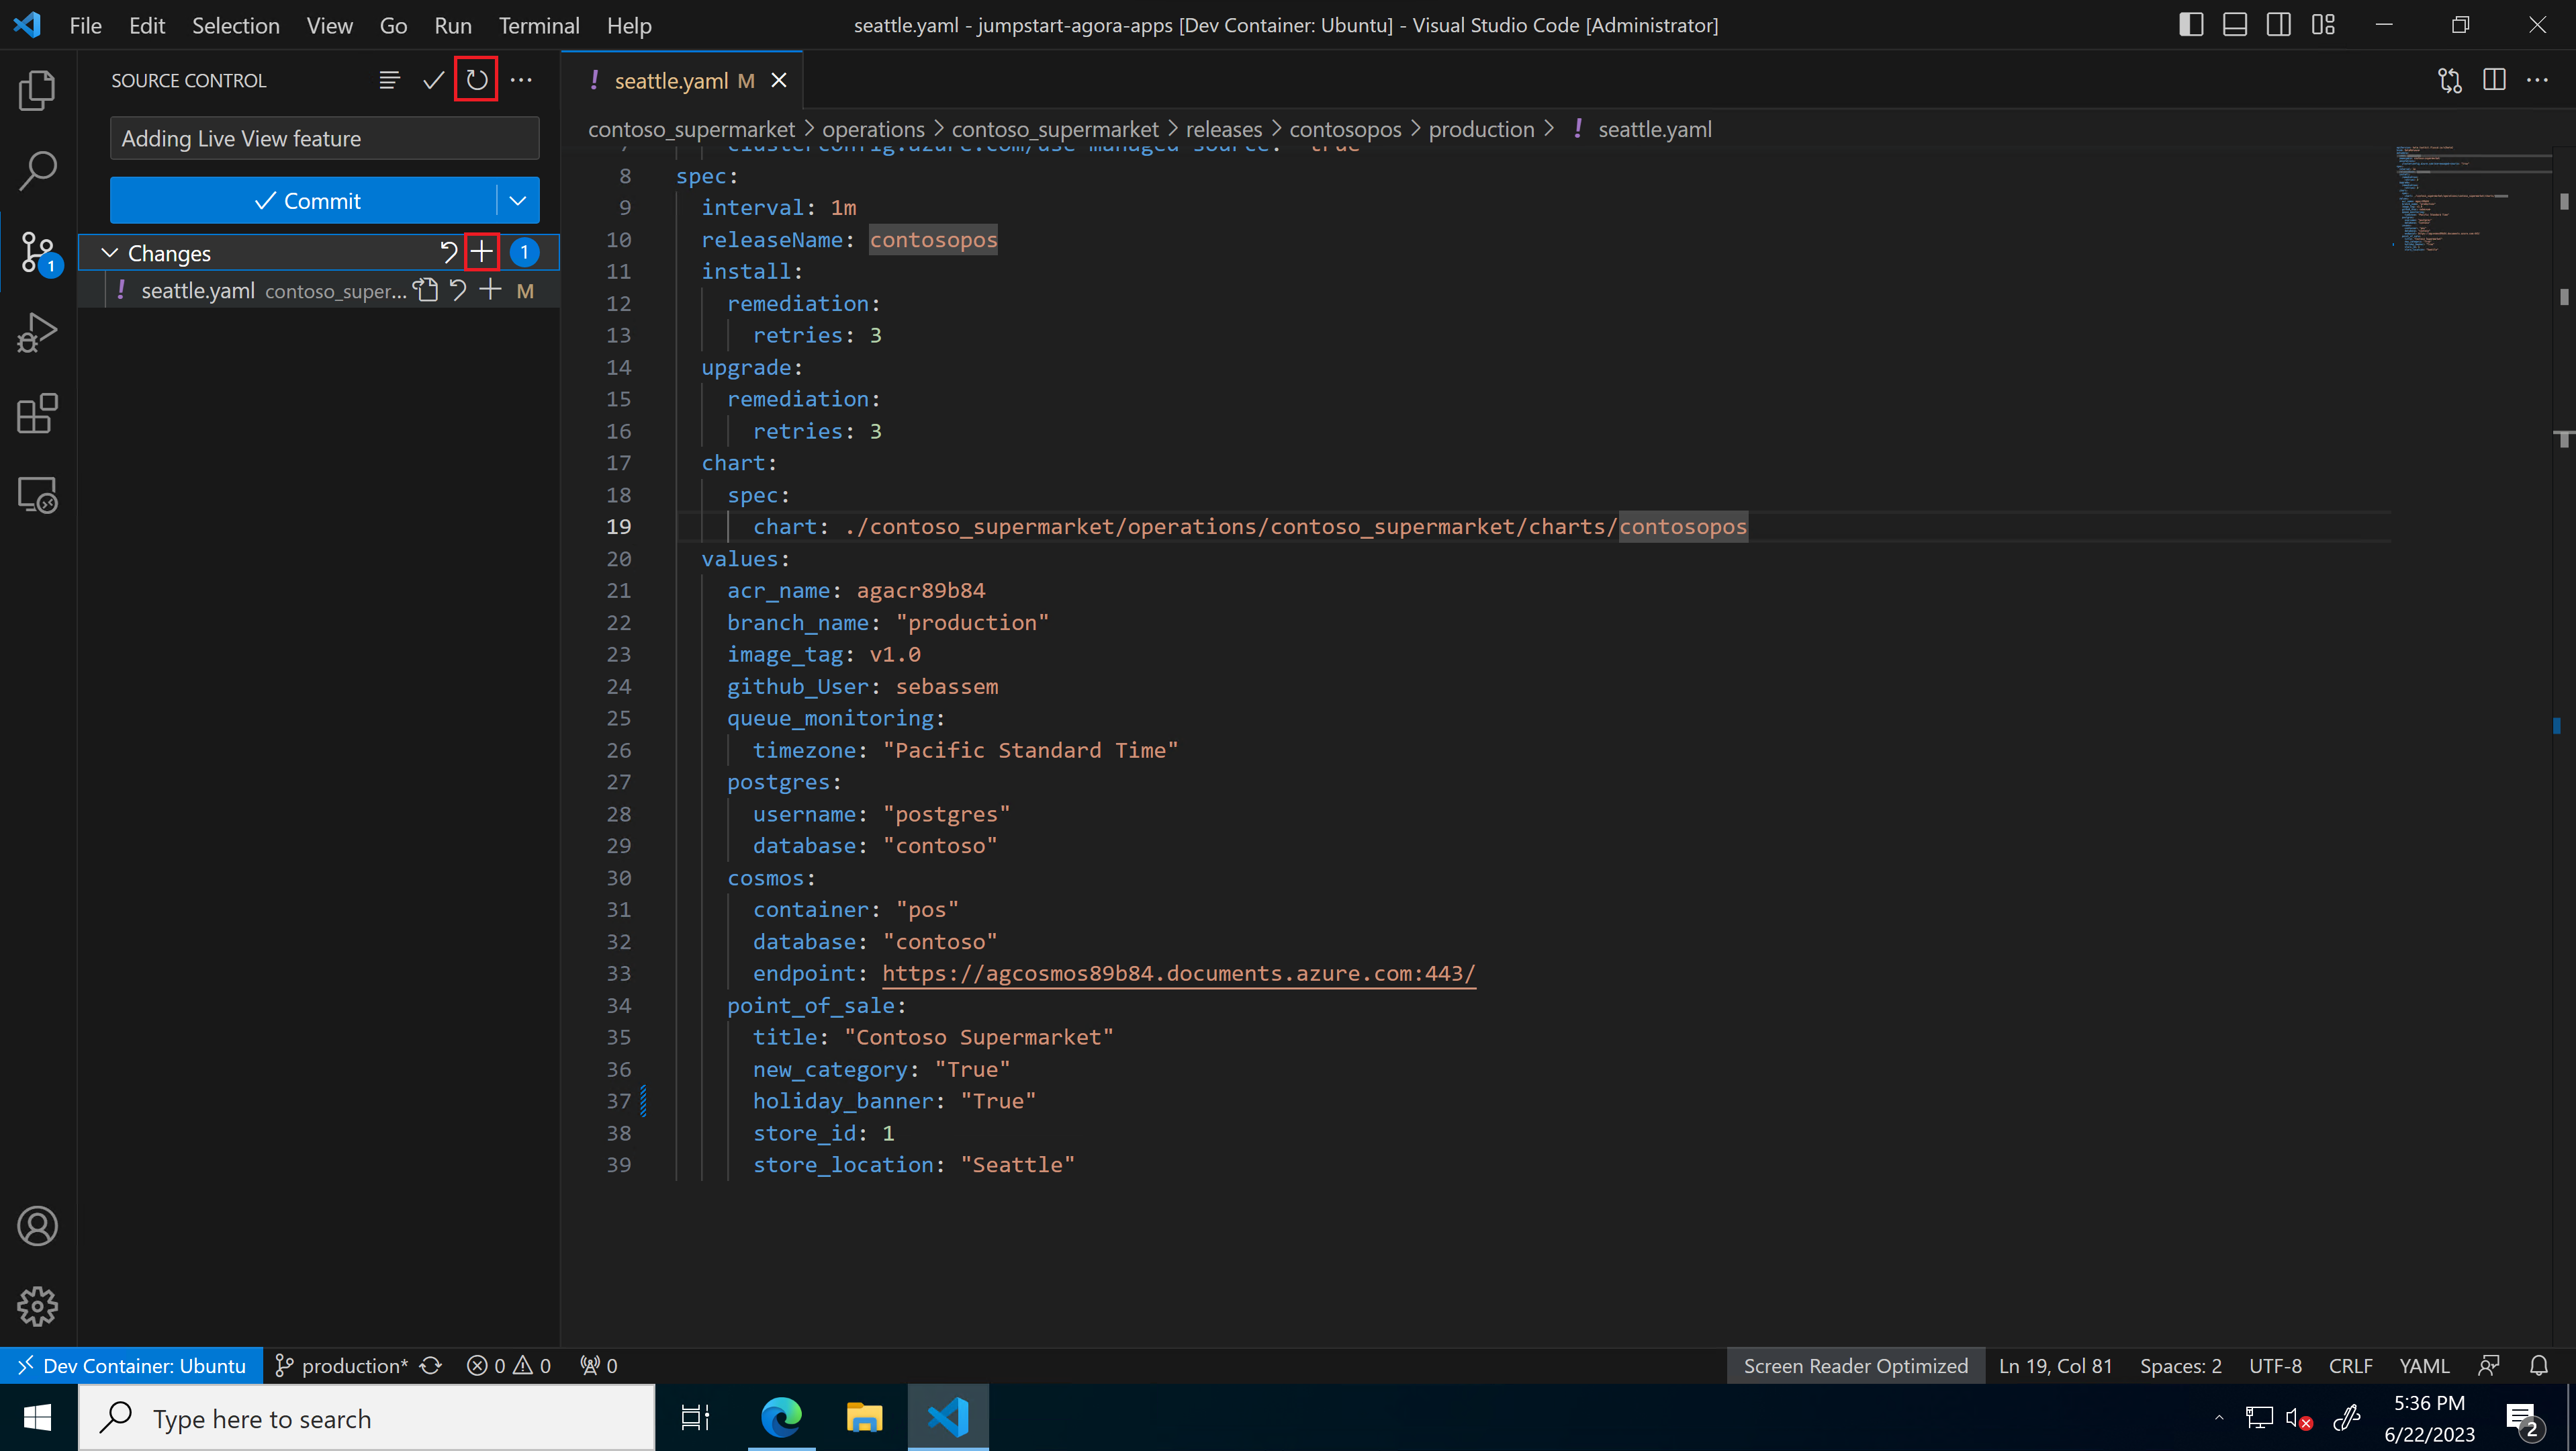 File Edit Selection View Go Run Terminal Help
seattle.yaml - jumpstart-agora-apps [Dev Container: Ubuntu] - Visual Studio Code [Administrator]
SOURCE CONTROL
Adding Live View feature
Commit
Changes 1
seattle.yaml contoso_super... M
1
seattle.yaml M
contoso_supermarket > operations > contoso_supermarket > releases > contosopos > production > seattle.yaml
8 spec:
9 interval: 1m
10 releaseName: contosopos
11 install:
12 remediation:
13 retries: 3
14 upgrade:
15 remediation:
16 retries: 3
17 chart:
18 spec:
19 chart: ./contoso_supermarket/operations/contoso_supermarket/charts/contosopos
20 values:
21 acr_name: agacr89b84
22 branch_name: "production"
23 image_tag: v1.0
24 github_User: sebassem
25 queue_monitoring:
26 timezone: "Pacific Standard Time"
27 postgres:
28 username: "postgres"
29 database: "contoso"
30 cosmos:
31 container: "pos"
32 database: "contoso"
33 endpoint: https://agcosmos89b84.documents.azure.com:443/
34 point_of_sale:
35 title: "Contoso Supermarket"
36 new_category: "True"
37 holiday_banner: "True"
38 store_id: 1
39 store_location: "Seattle"
Dev Container: Ubuntu production* 0 0 0 Screen Reader Optimized Ln 19, Col 81 Spaces: 2 UTF-8 CRLF YAML
Type here to search
5:36 PM
6/22/2023
2